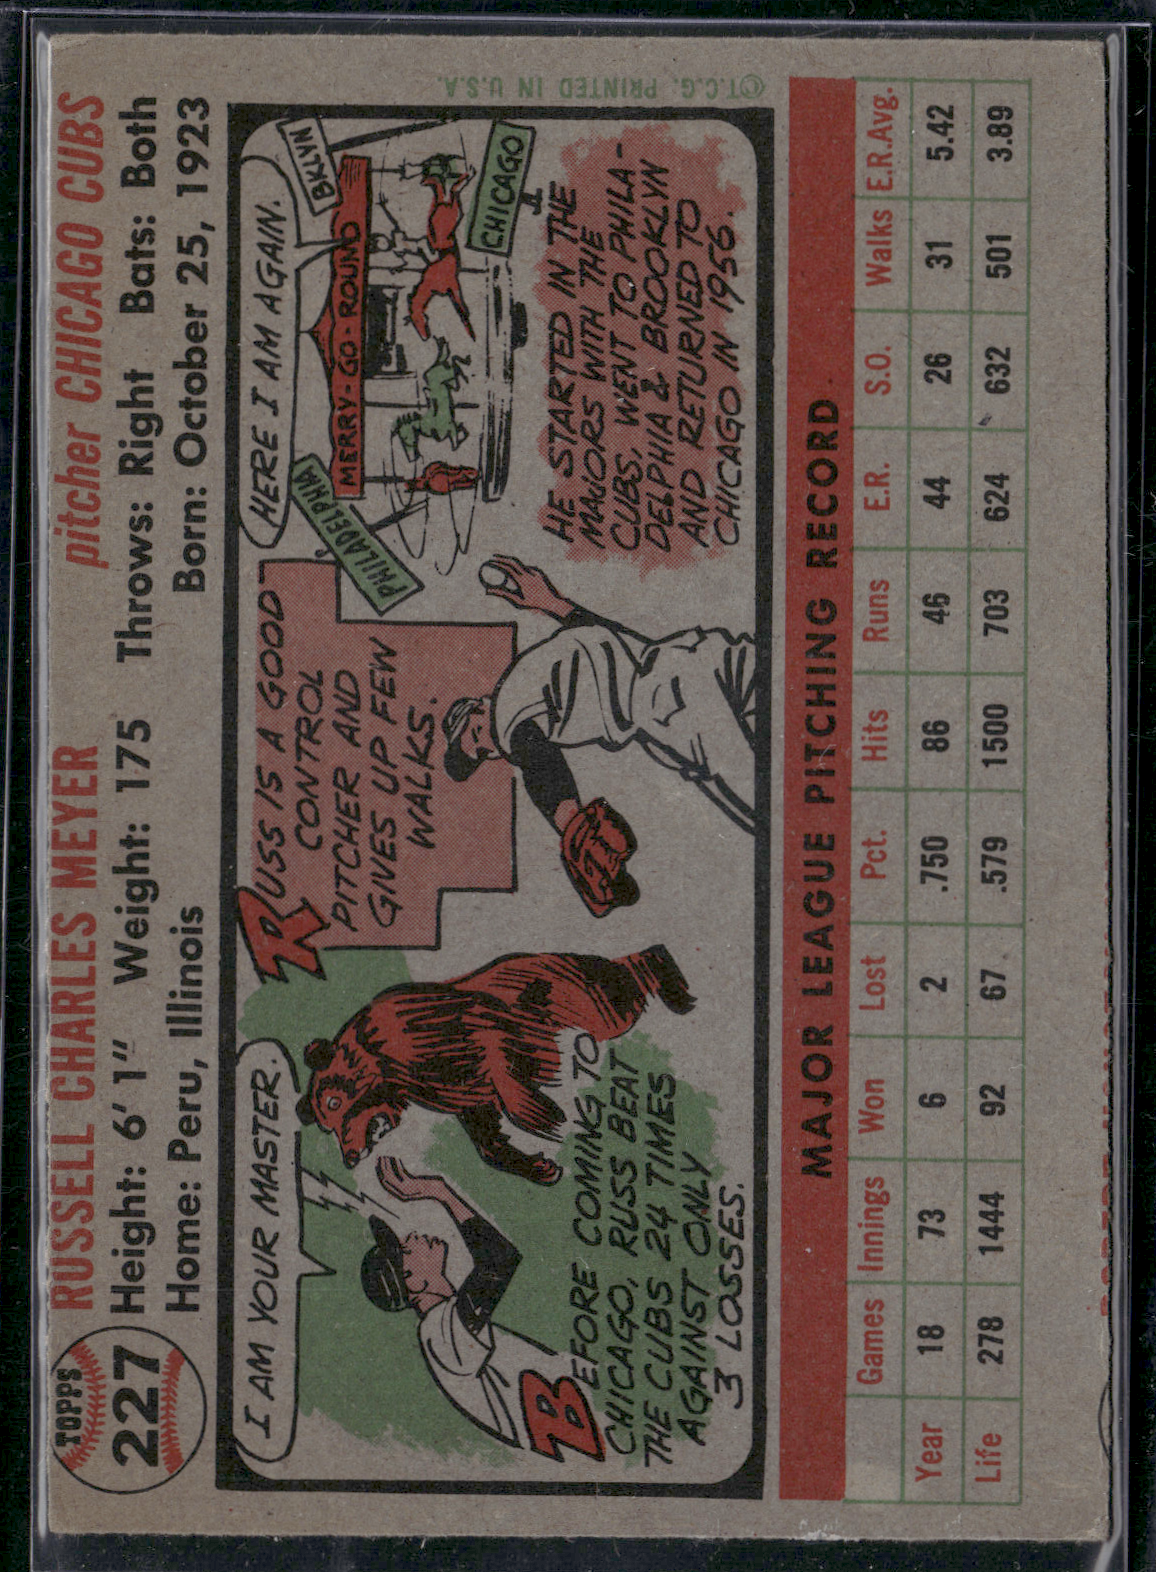 TOPPS
227
RUSSELL CHARLES MEYER pitcher CHICAGO CUBS
Height: 6' 1" Weight: 175 Throws: Right Bats: Both
Home: Peru, Illinois Born: October 25, 1923
I AM YOUR MASTER.
BEFORE COMING TO
CHICAGO, RUSS BEAT
THE CUBS 24 TIMES
AGAINST ONLY
3 LOSSES.
RUSS IS A GOOD
CONTROL
PITCHER AND
GIVES UP FEW
WALKS.
HERE I AM AGAIN.
BKLYN
MERRY-GO-ROUND
PHILADELPHIA
CHICAGO
HE STARTED IN THE
MAJORS WITH THE
CUBS, WENT TO PHILA-
DELPHIA & BROOKLYN
AND RETURNED TO
CHICAGO IN 1956.
©T.C.G. PRINTED IN U.S.A.
MAJOR LEAGUE PITCHING RECORD
Games Innings Won Lost Pct. Hits Runs E.R. S.O. Walks E.R.Avg.
Year 18 73 6 2 .750 86 46 44 26 31 5.42
Life 278 1444 92 67 .579 1500 703 624 632 501 3.89